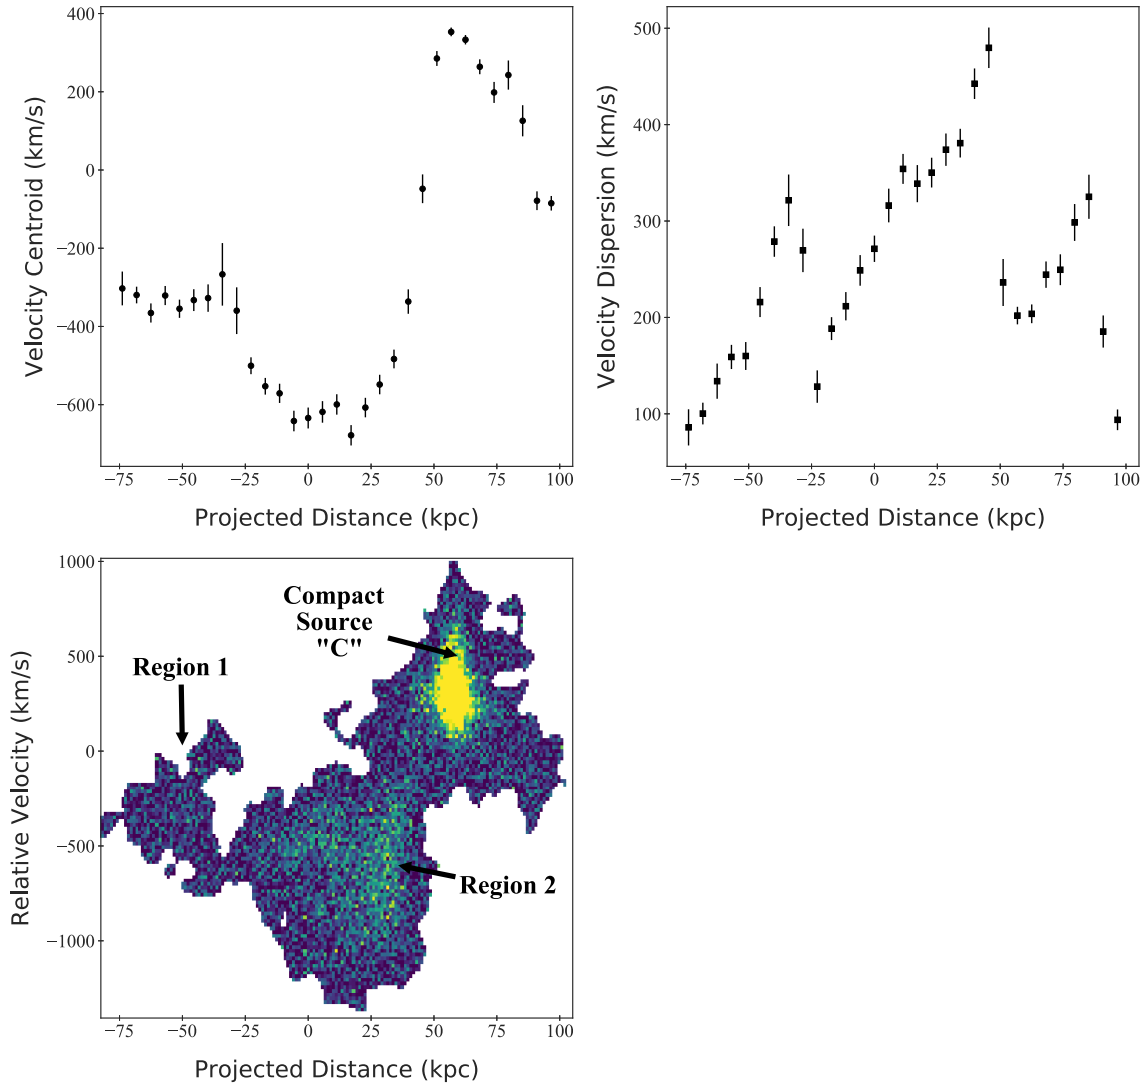 400
200
0
−200
−400
−600
Velocity Centroid (km/s)
−75 −50 −25 0 25 50 75 100
Projected Distance (kpc)
500
400
300
200
100
Velocity Dispersion (km/s)
−75 −50 −25 0 25 50 75 100
Projected Distance (kpc)
1000
500
0
−500
−1000
Relative Velocity (km/s)
Compact
Source
"C"
Region 1
Region 2
−75 −50 −25 0 25 50 75 100
Projected Distance (kpc)